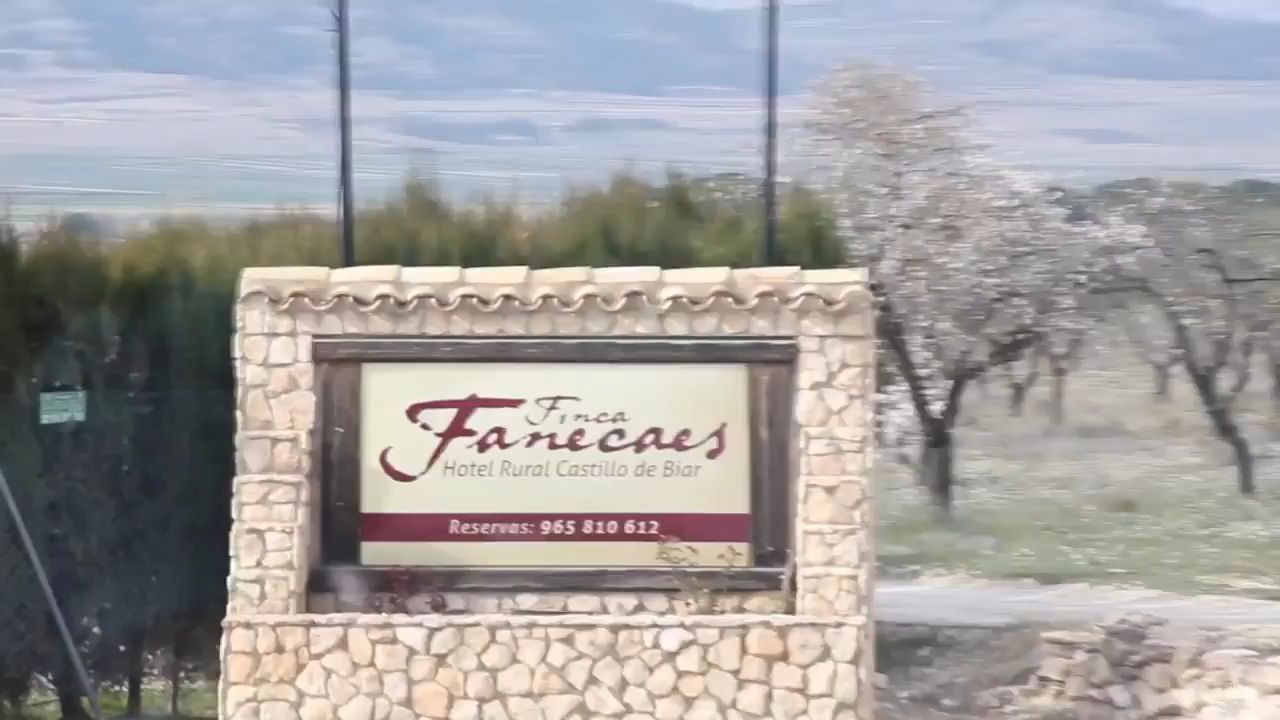 Finca
Fanecaes
Hotel Rural Castillo de Biar
Reservas: 965 810 612